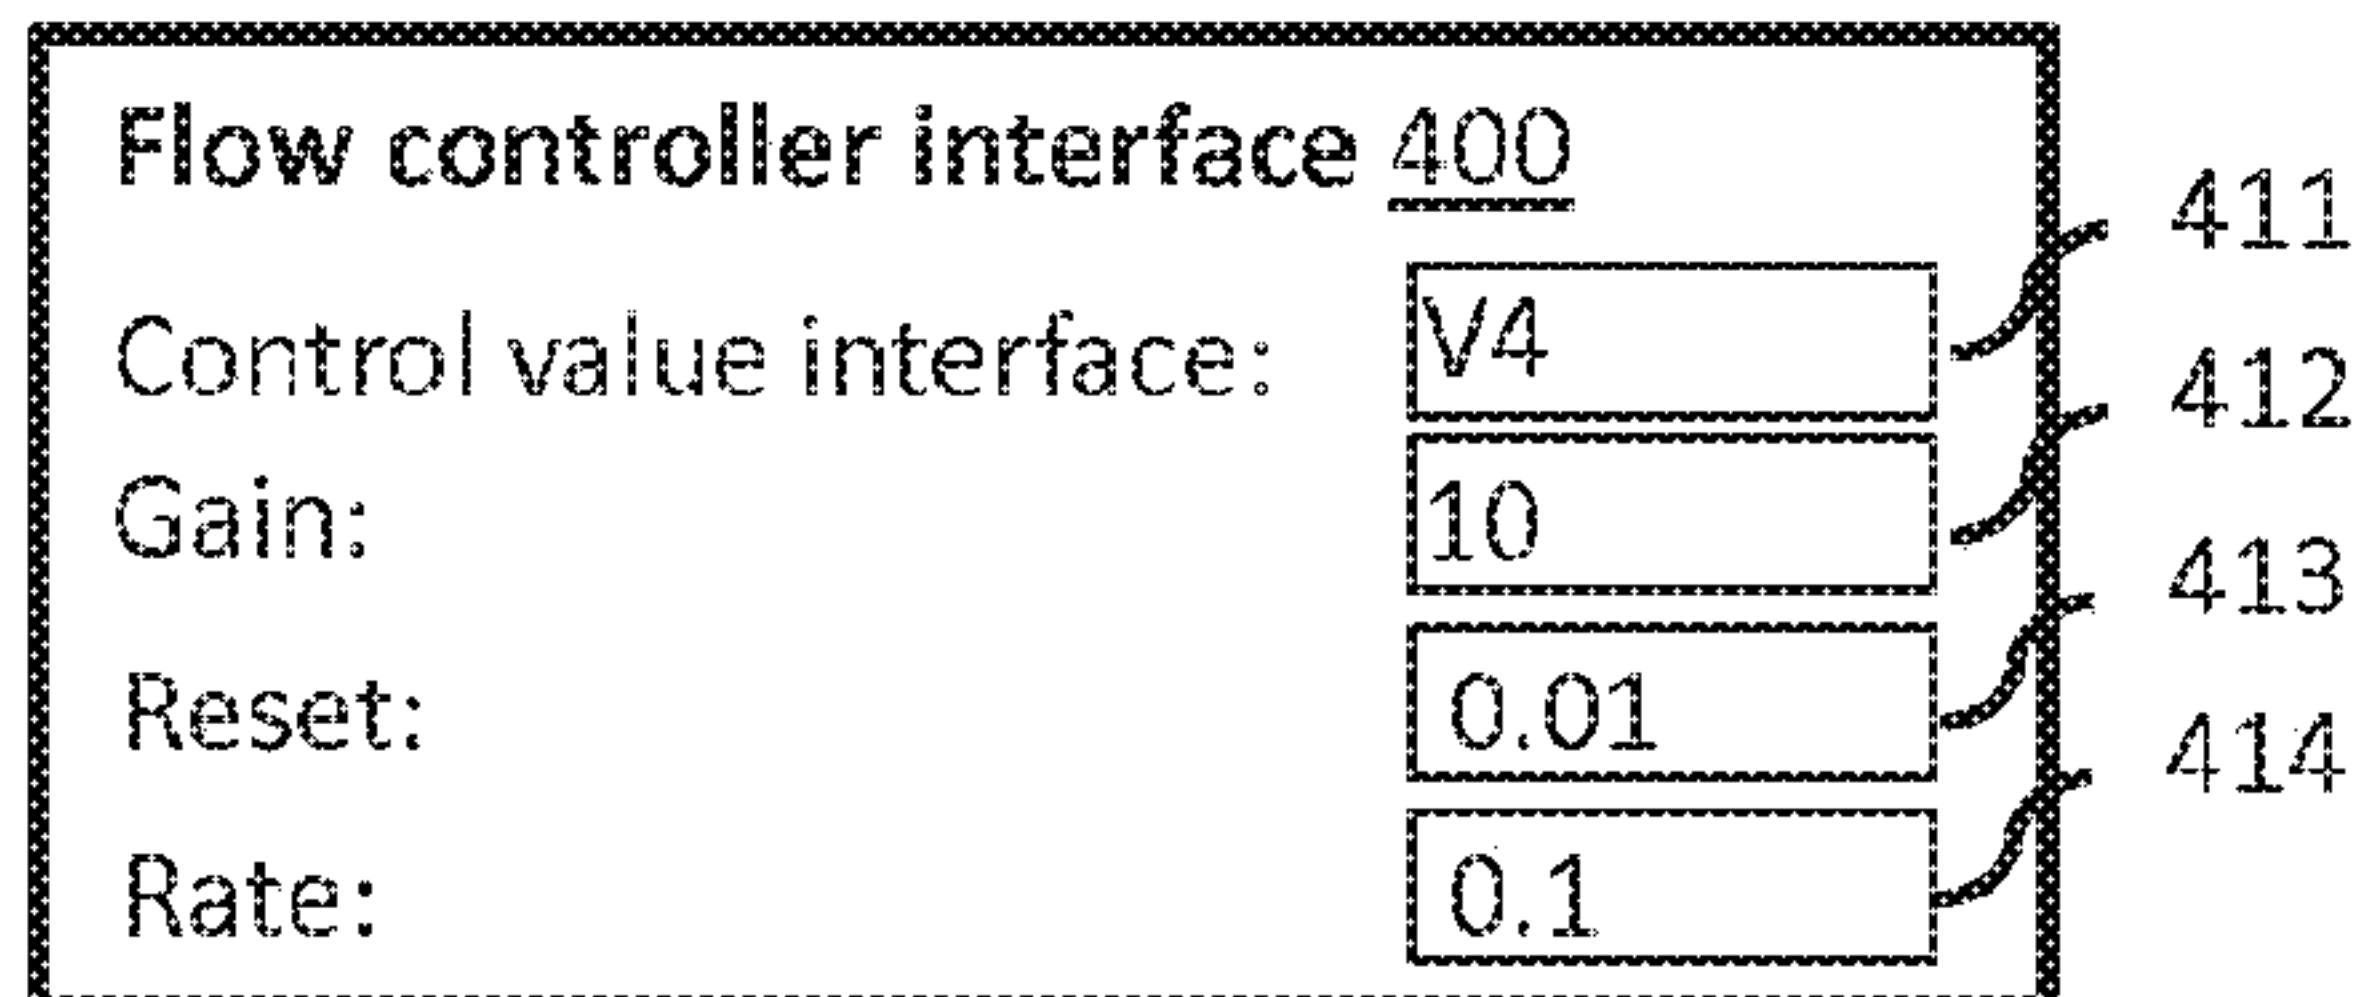 Flow controller interface 400
411
Control value interface: V4
412
Gain: 10
413
Reset: 0.01
414
Rate: 0.1